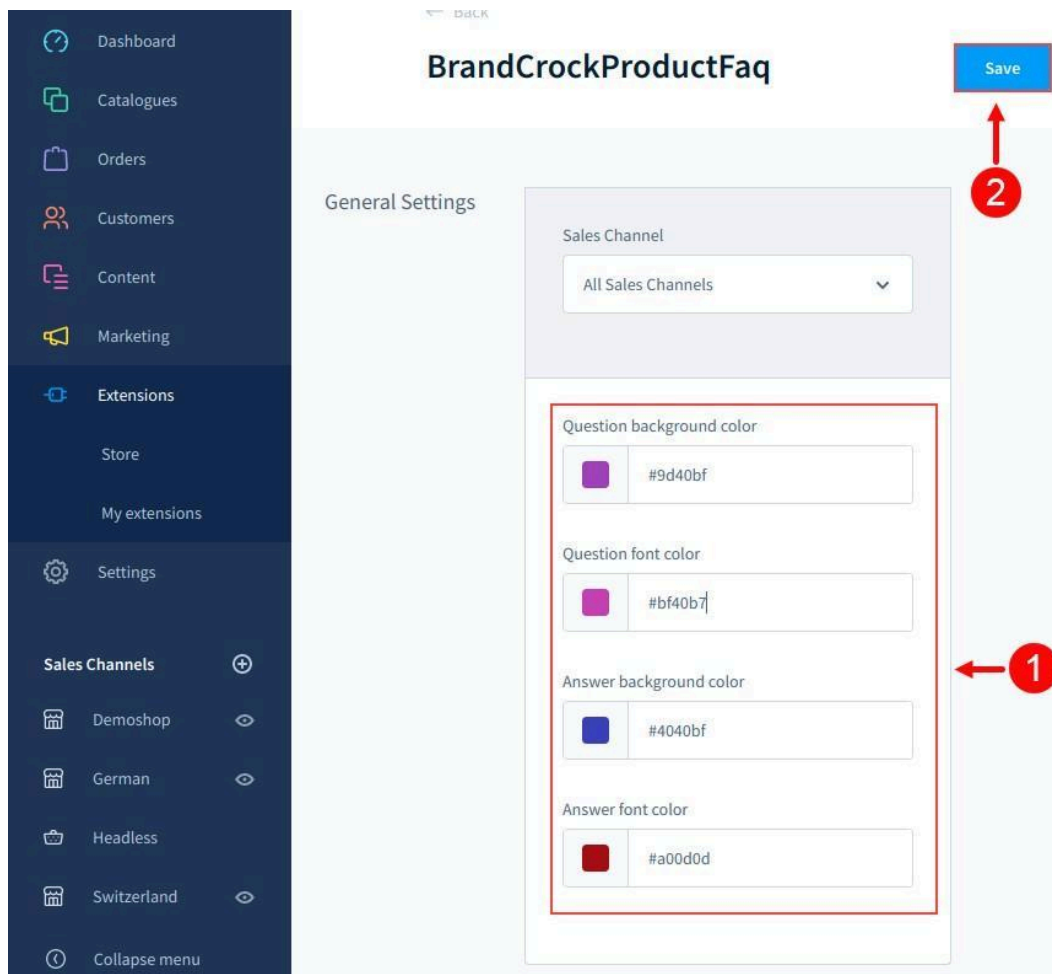 ← Back
BrandCrockProductFaq
Save
2
Dashboard
Catalogues
Orders
Customers
Content
Marketing
Extensions
Store
My extensions
Settings
Sales Channels
Demoshop
German
Headless
Switzerland
Collapse menu
General Settings
Sales Channel
All Sales Channels
Question background color
#9d40bf
Question font color
#bf40b7
1
Answer background color
#4040bf
Answer font color
#a00d0d